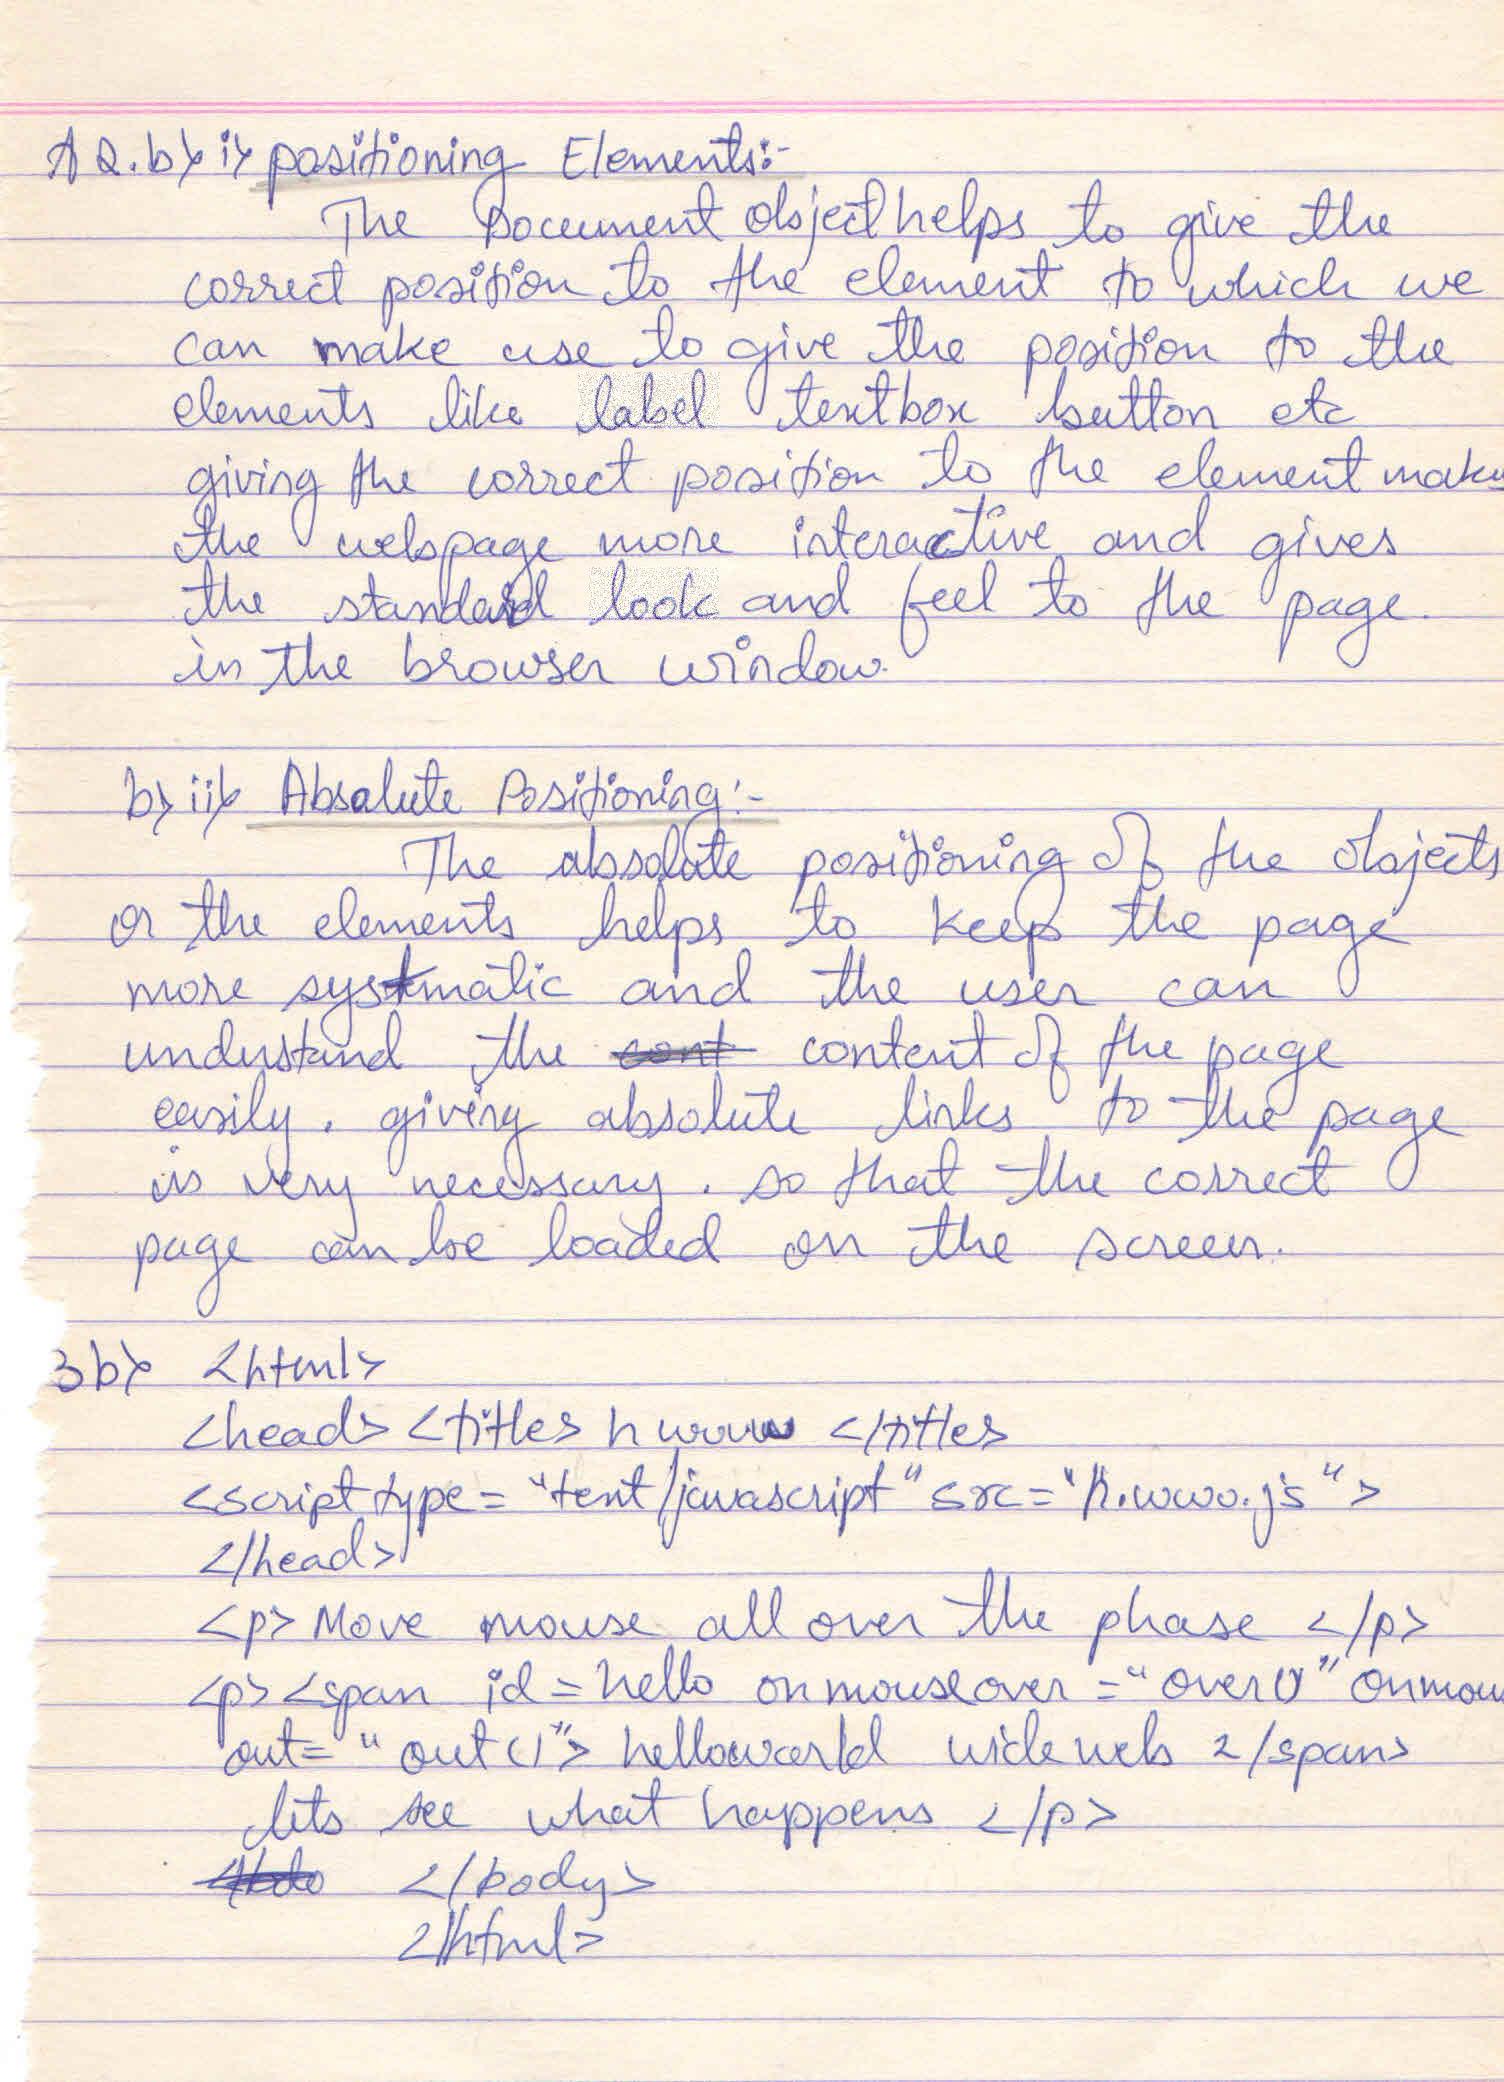 A2. b) i) positioning Elements:-
The Document object helps to give the
correct position to the element to which we
can make use to give the position to the
elements like label textbox button etc
giving the correct position to the element makes
the webpage more interactive and gives
the standard look and feel to the page.
in the browser window.
b) ii) Absolute Positioning:-
The absolute positioning of the objects
or the elements helps to keep the page
more systmatic and the user can
understand the cont content of the page
easily. giving absolute links to the page
is very necessary. so that the correct
page can be loaded on the screen.
3b) <html>
<head> <title> hwww </title>
<script type = "text/javascript" src = "h.www.js">
</head>
<p> Move mouse all over the phase </p>
<p> <span id = hello onmouseover = "over()" onmou
out = "out()"> helloworld wide web </span>
lets see what happens </p>
</body>
</html>